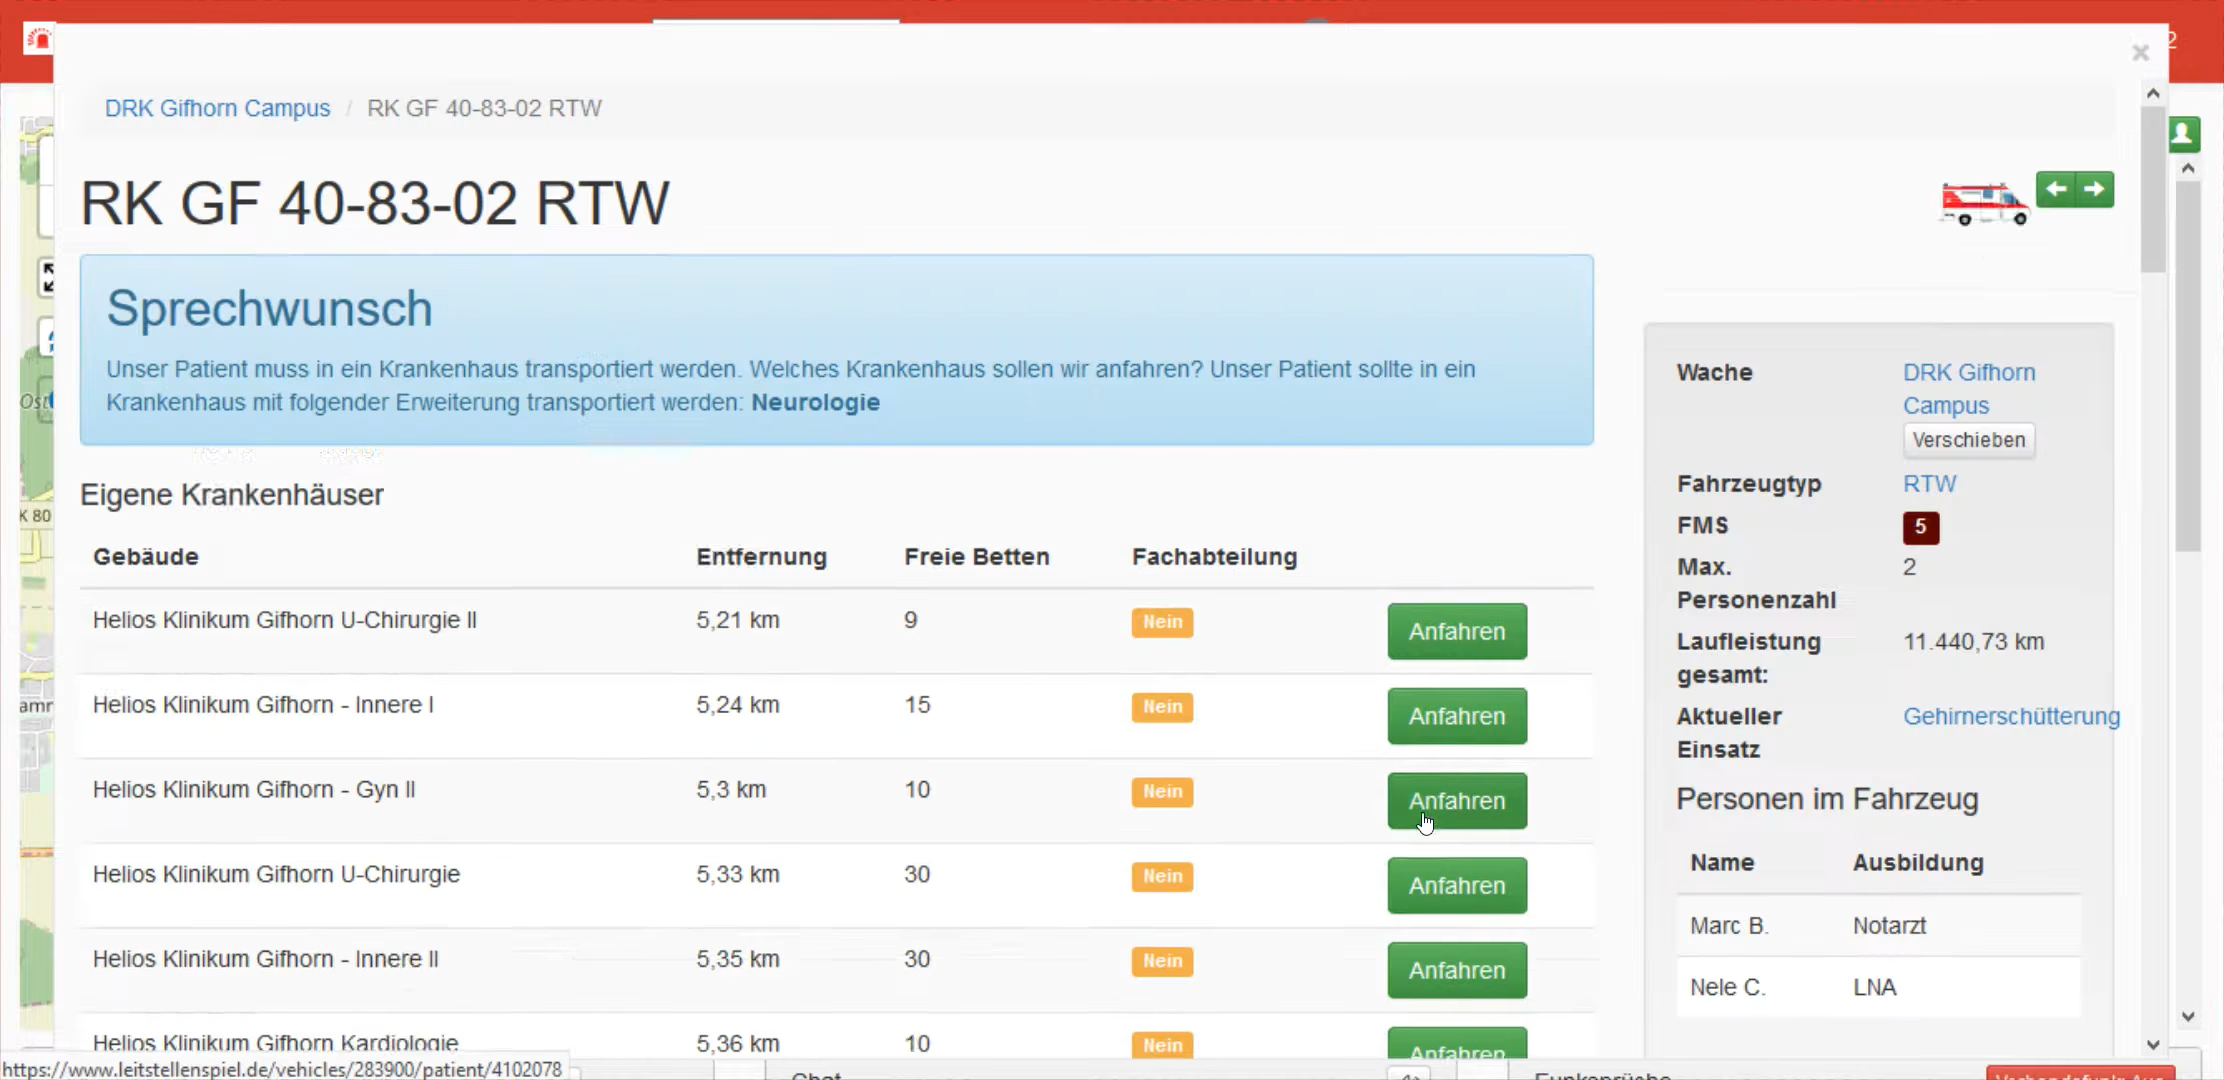 2
DRK Gifhorn Campus / RK GF 40-83-02 RTW
RK GF 40-83-02 RTW
Sprechwunsch
Unser Patient muss in ein Krankenhaus transportiert werden. Welches Krankenhaus sollen wir anfahren? Unser Patient sollte in ein
Krankenhaus mit folgender Erweiterung transportiert werden: Neurologie
Eigene Krankenhäuser
Gebäude Entfernung Freie Betten Fachabteilung
Helios Klinikum Gifhorn U-Chirurgie II 5,21 km 9 Nein Anfahren
Helios Klinikum Gifhorn - Innere I 5,24 km 15 Nein Anfahren
Helios Klinikum Gifhorn - Gyn II 5,3 km 10 Nein Anfahren
Helios Klinikum Gifhorn U-Chirurgie 5,33 km 30 Nein Anfahren
Helios Klinikum Gifhorn - Innere II 5,35 km 30 Nein Anfahren
Helios Klinikum Gifhorn Kardiologie 5,36 km 10 Nein Anfahren
Wache DRK Gifhorn
Campus
Verschieben
Fahrzeugtyp RTW
FMS 5
Max. 2
Personenzahl
Laufleistung 11.440,73 km
gesamt:
Aktueller Gehirnerschütterung
Einsatz
Personen im Fahrzeug
Name Ausbildung
Marc B. Notarzt
Nele C. LNA
Ost
K 80
https://www.leitstellenspiel.de/vehicles/283900/patient/4102078
Chat
Funksprüche